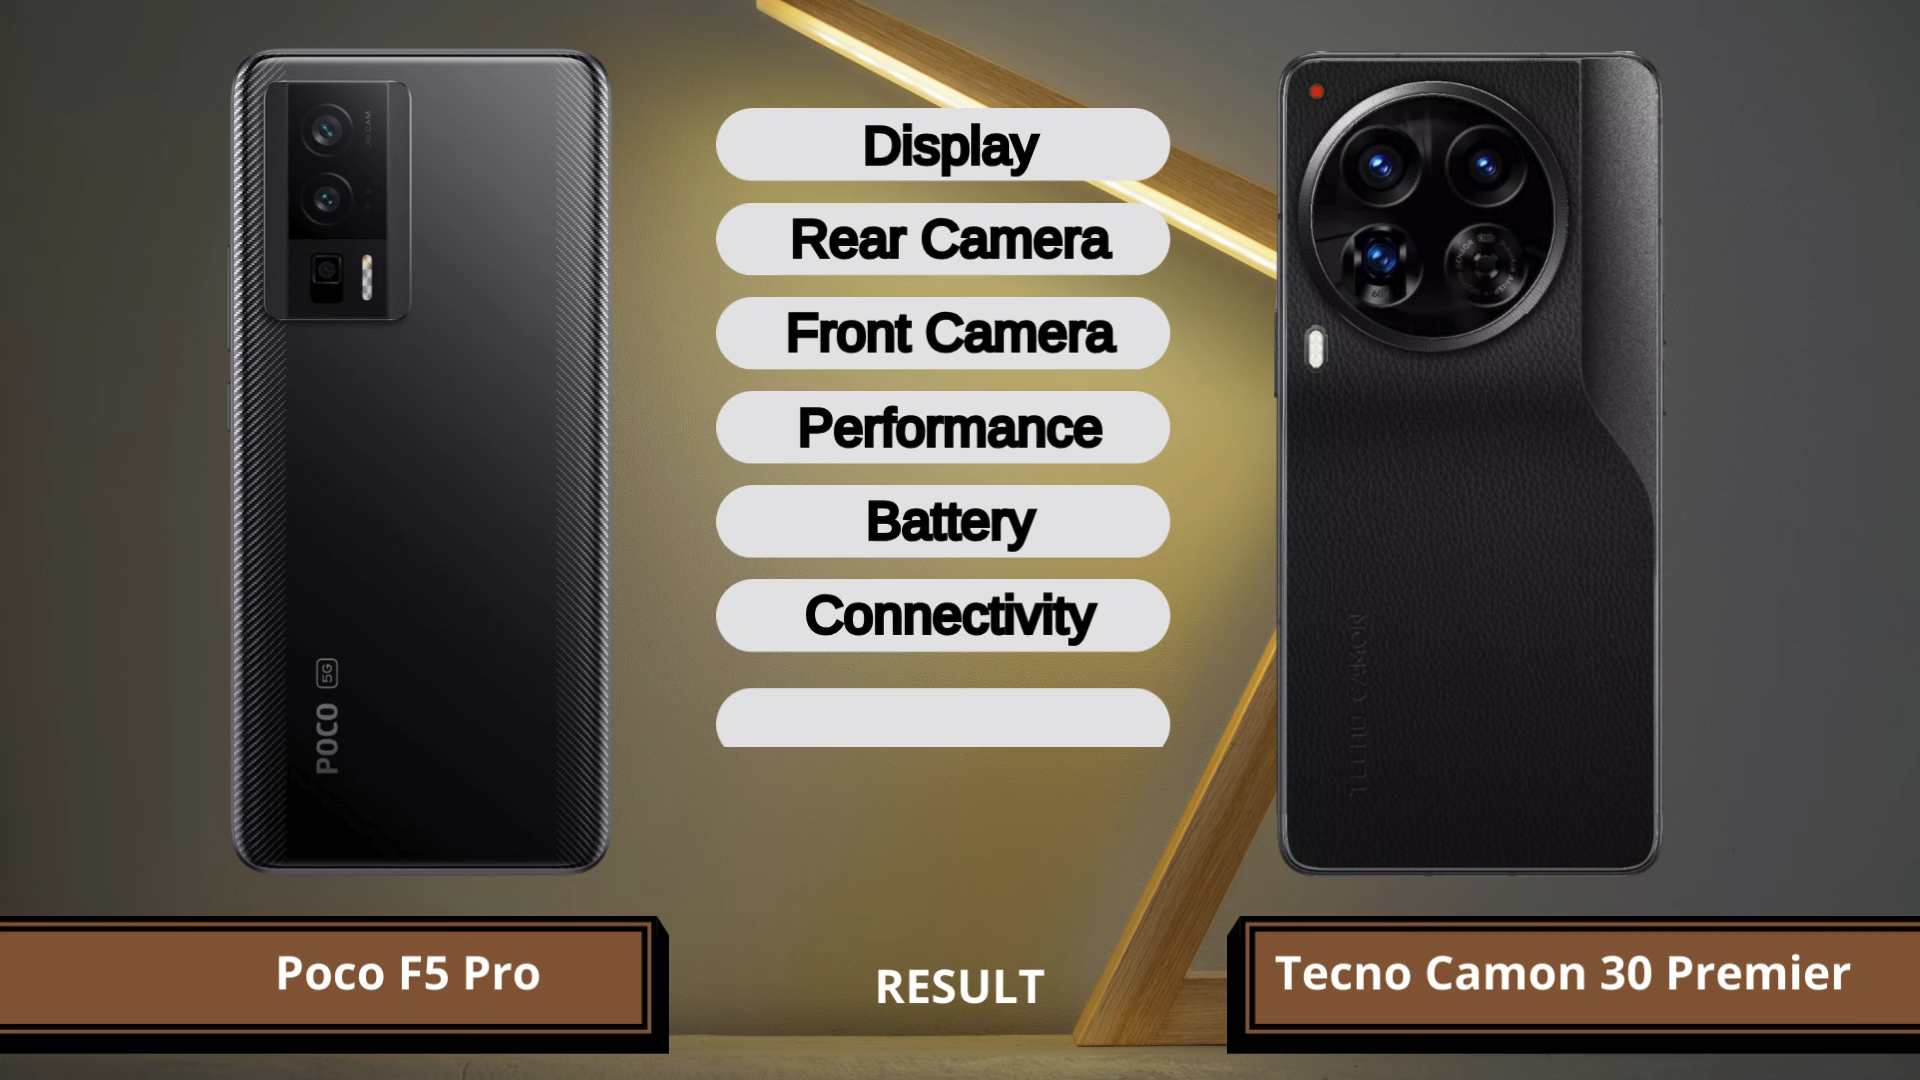 Display
Rear Camera
Front Camera
Performance
Battery
Connectivity
POCO 5G
TECNO CAMON
Poco F5 Pro
RESULT
Tecno Camon 30 Premier